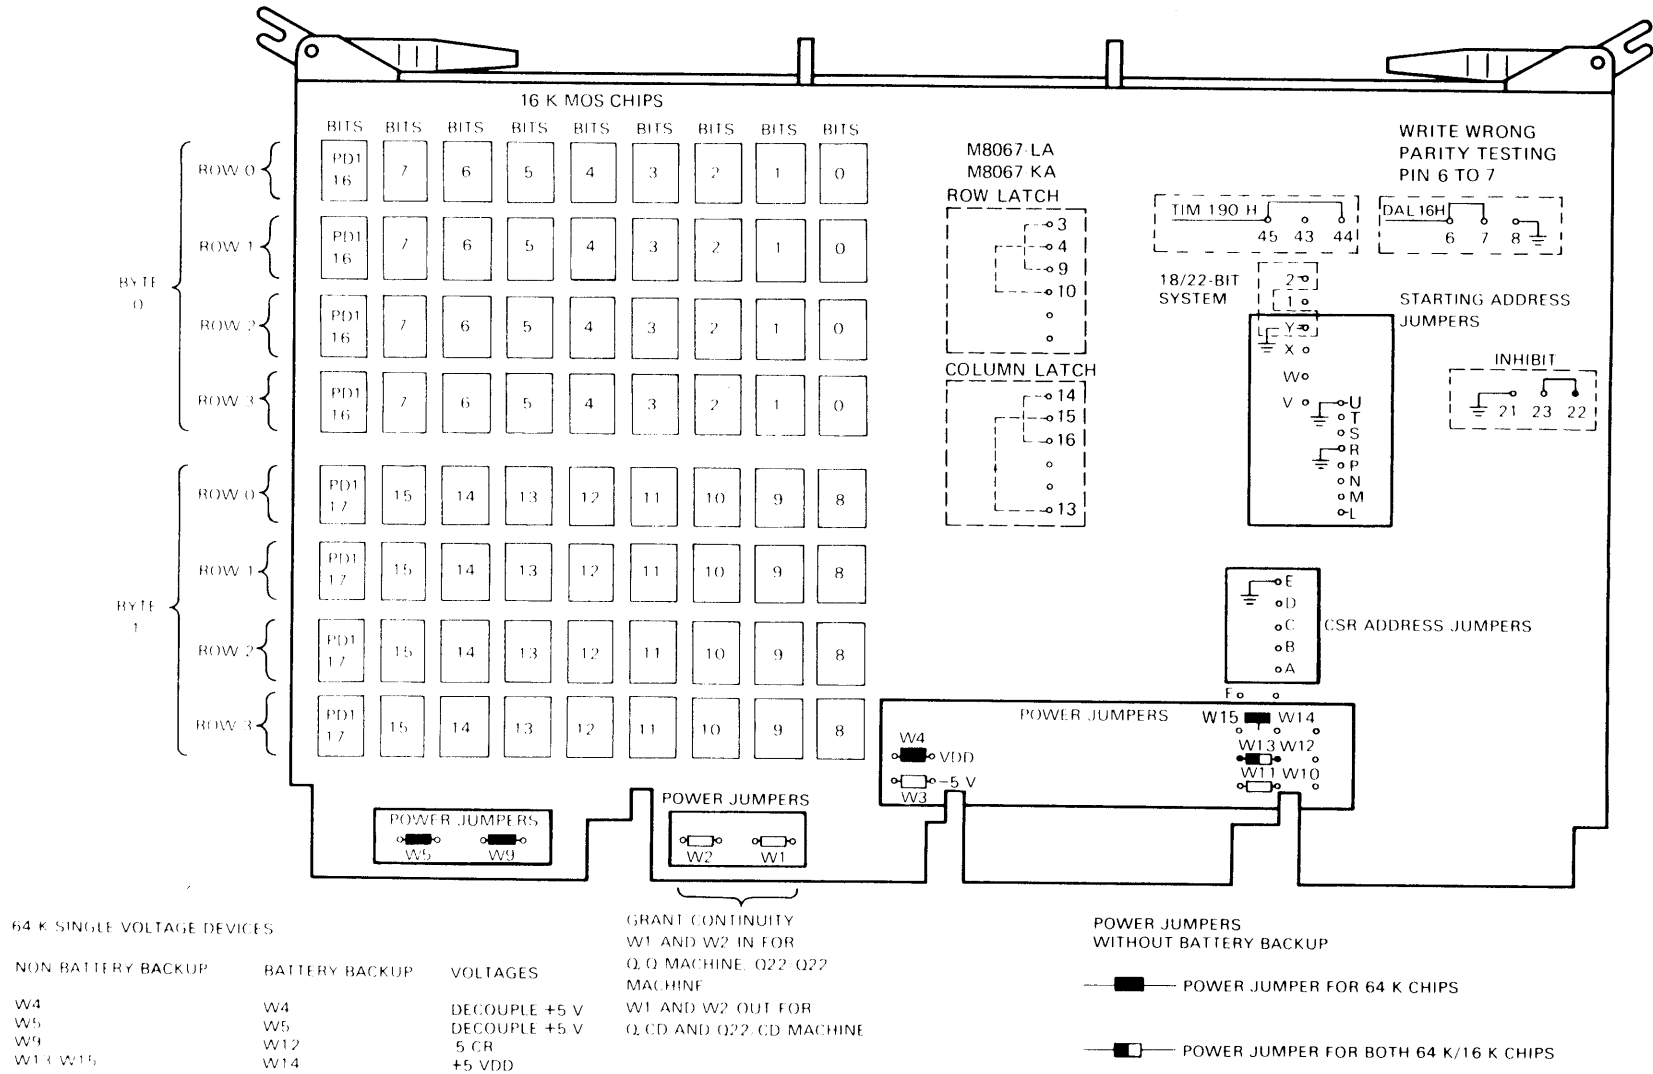 16 K MOS CHIPS
BITS BITS BITS BITS BITS BITS BITS BITS BITS
BYTE 0
ROW 0 PD1 16 7 6 5 4 3 2 1 0
ROW 1 PD1 16 7 6 5 4 3 2 1 0
ROW 2 PD1 16 7 6 5 4 3 2 1 0
ROW 3 PD1 16 7 6 5 4 3 2 1 0
BYTE 1
ROW 0 PD1 17 15 14 13 12 11 10 9 8
ROW 1 PD1 17 15 14 13 12 11 10 9 8
ROW 2 PD1 17 15 14 13 12 11 10 9 8
ROW 3 PD1 17 15 14 13 12 11 10 9 8
M8067-LA
M8067 KA
ROW LATCH
3
4
9
10
COLUMN LATCH
14
15
16
13
WRITE WRONG
PARITY TESTING
PIN 6 TO 7
TIM 190 H
45 43 44
DAL 16H
6 7 8
18/22-BIT
SYSTEM
2
1
Y
X
W
V
U
T
S
R
P
N
M
L
STARTING ADDRESS
JUMPERS
INHIBIT
21 23 22
E
D
C
B
A
CSR ADDRESS JUMPERS
F
POWER JUMPERS
W15 W14
W13 W12
W11 W10
W4
VDD
-5 V
W3
POWER JUMPERS
W5 W9
POWER JUMPERS
W2 W1
GRANT CONTINUITY
W1 AND W2 IN FOR
Q, Q MACHINE, Q22-Q22
MACHINE
W1 AND W2 OUT FOR
Q, CD AND Q22/CD MACHINE
64 K SINGLE VOLTAGE DEVICES
NON BATTERY BACKUP BATTERY BACKUP VOLTAGES
W4 W4 DECOUPLE +5 V
W5 W5 DECOUPLE +5 V
W9 W12 5 CR
W13 W15 W14 +5 VDD
POWER JUMPERS
WITHOUT BATTERY BACKUP
POWER JUMPER FOR 64 K CHIPS
POWER JUMPER FOR BOTH 64 K/16 K CHIPS